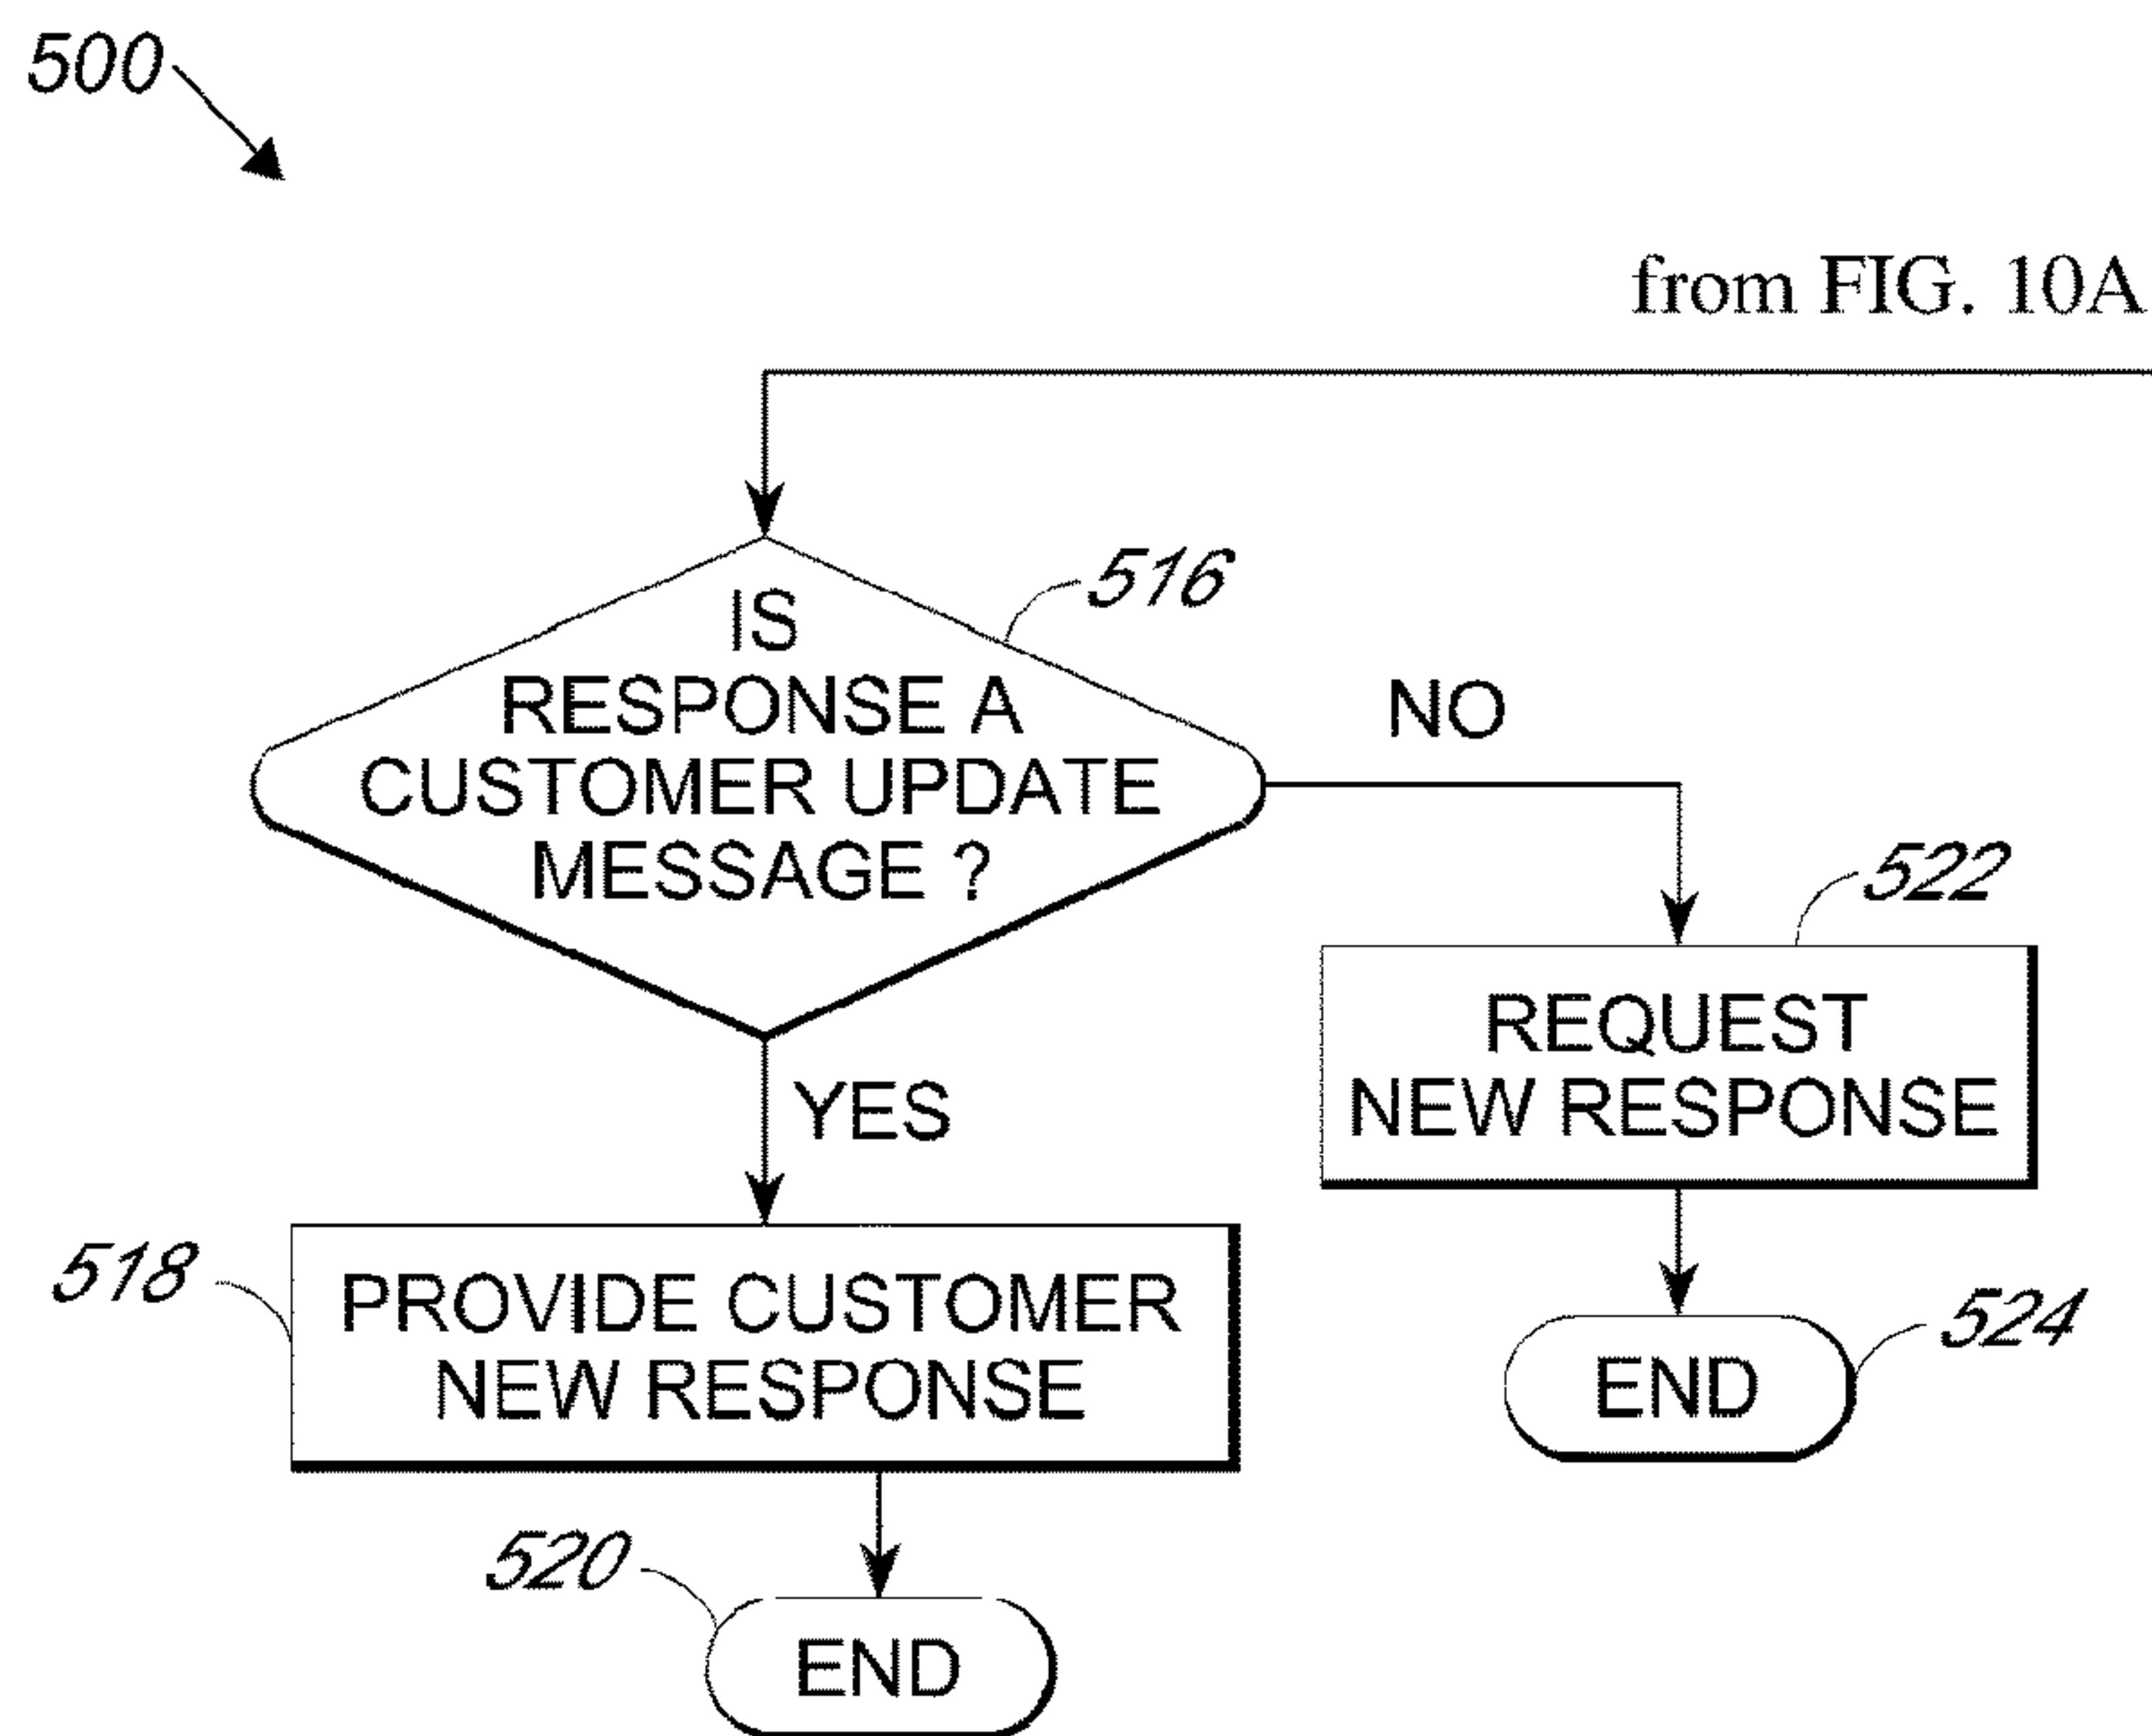 500
from FIG. 10A
516
IS
RESPONSE A
CUSTOMER UPDATE
MESSAGE ?
NO
522
REQUEST
NEW RESPONSE
YES
518
PROVIDE CUSTOMER
NEW RESPONSE
524
END
520
END